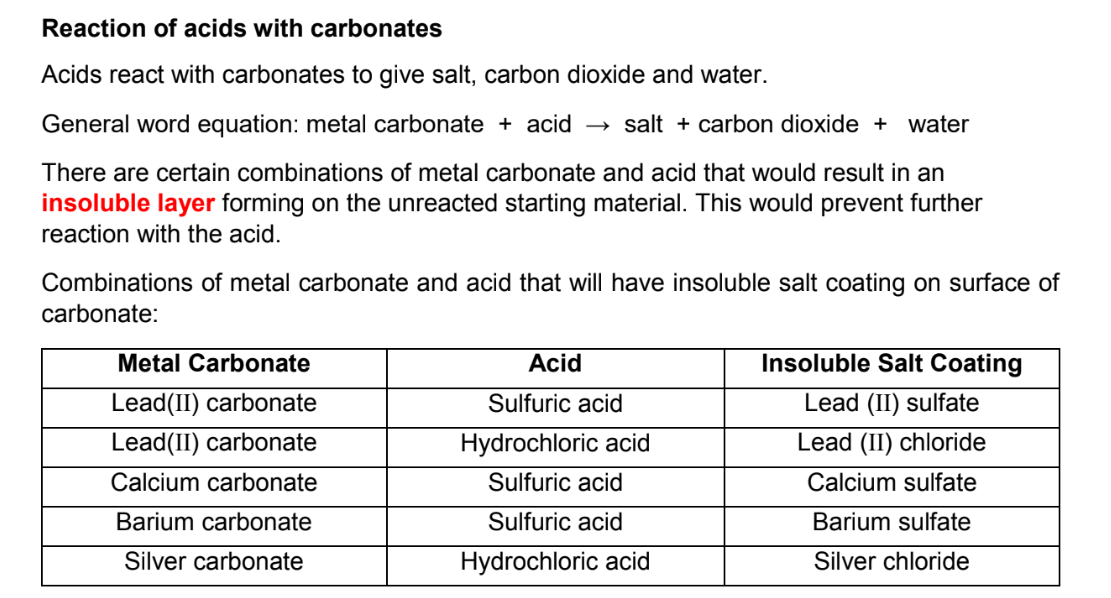 Reaction of acids with carbonates
Acids react with carbonates to give salt, carbon dioxide and water.
General word equation: metal carbonate + acid → salt + carbon dioxide + water
There are certain combinations of metal carbonate and acid that would result in an
insoluble layer forming on the unreacted starting material. This would prevent further
reaction with the acid.
Combinations of metal carbonate and acid that will have insoluble salt coating on surface of
carbonate:
Metal Carbonate Acid Insoluble Salt Coating
Lead(II) carbonate Sulfuric acid Lead (II) sulfate
Lead(II) carbonate Hydrochloric acid Lead (II) chloride
Calcium carbonate Sulfuric acid Calcium sulfate
Barium carbonate Sulfuric acid Barium sulfate
Silver carbonate Hydrochloric acid Silver chloride